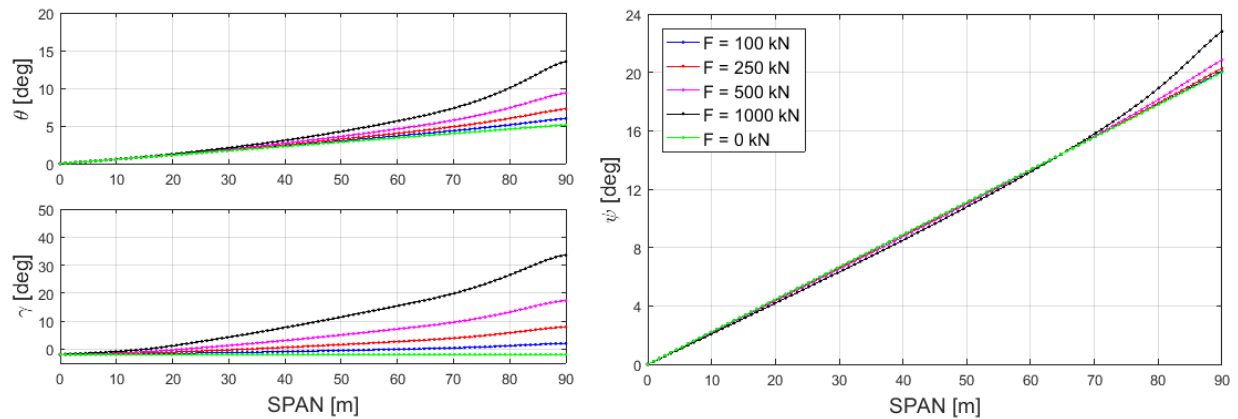 20
15
10
5
0
θ [deg]
0 10 20 30 40 50 60 70 80 90
50
40
30
20
10
0
γ [deg]
0 10 20 30 40 50 60 70 80 90
SPAN [m]
24
20
16
12
8
4
0
ψ [deg]
F = 100 kN
F = 250 kN
F = 500 kN
F = 1000 kN
F = 0 kN
0 10 20 30 40 50 60 70 80 90
SPAN [m]